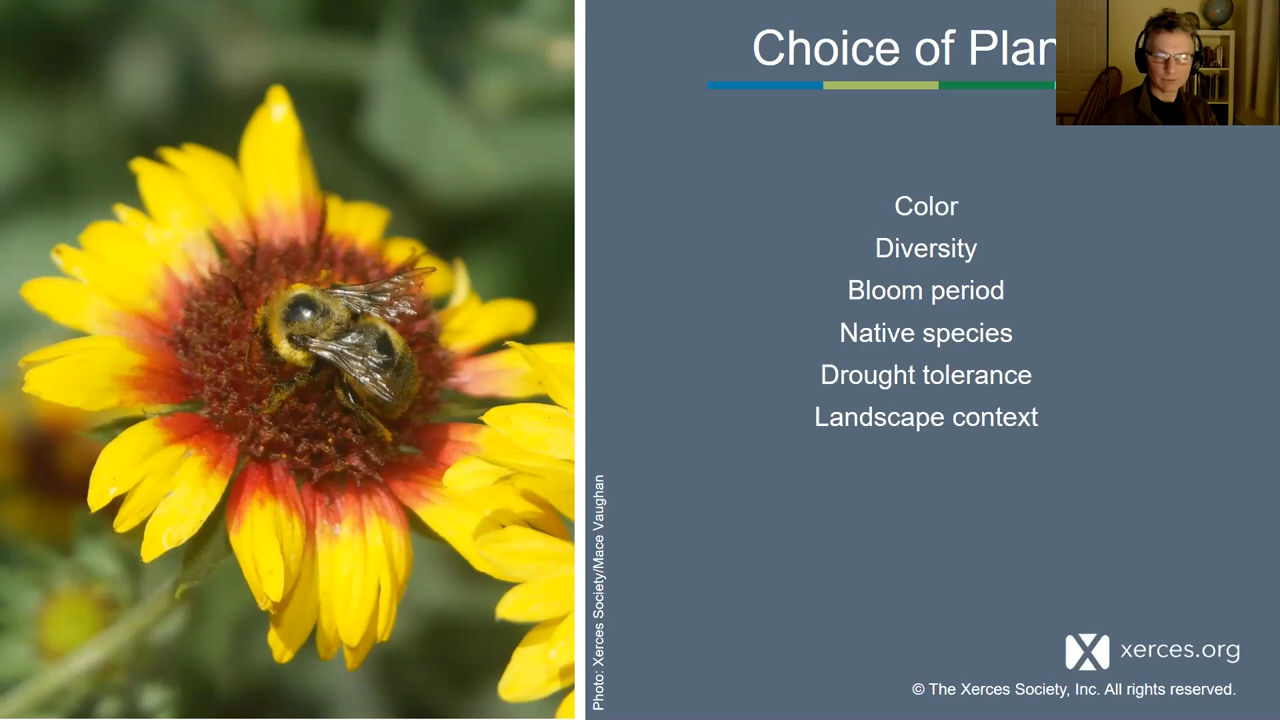 Choice of Plan
Color
Diversity
Bloom period
Native species
Drought tolerance
Landscape context
Photo: Xerces Society/Mace Vaughan
xerces.org
© The Xerces Society, Inc. All rights reserved.